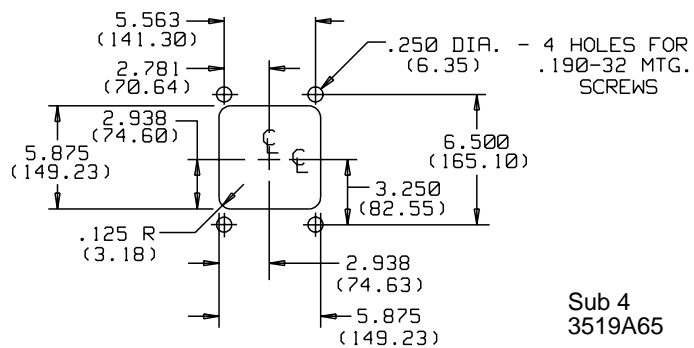 5.563
(141.30)
.250 DIA. - 4 HOLES FOR
(6.35) .190-32 MTG.
SCREWS
2.781
(70.64)
2.938
(74.60)
5.875
(149.23)
CL
CL
6.500
(165.10)
3.250
(82.55)
.125 R
(3.18)
2.938
(74.63)
5.875
(149.23)
Sub 4
3519A65